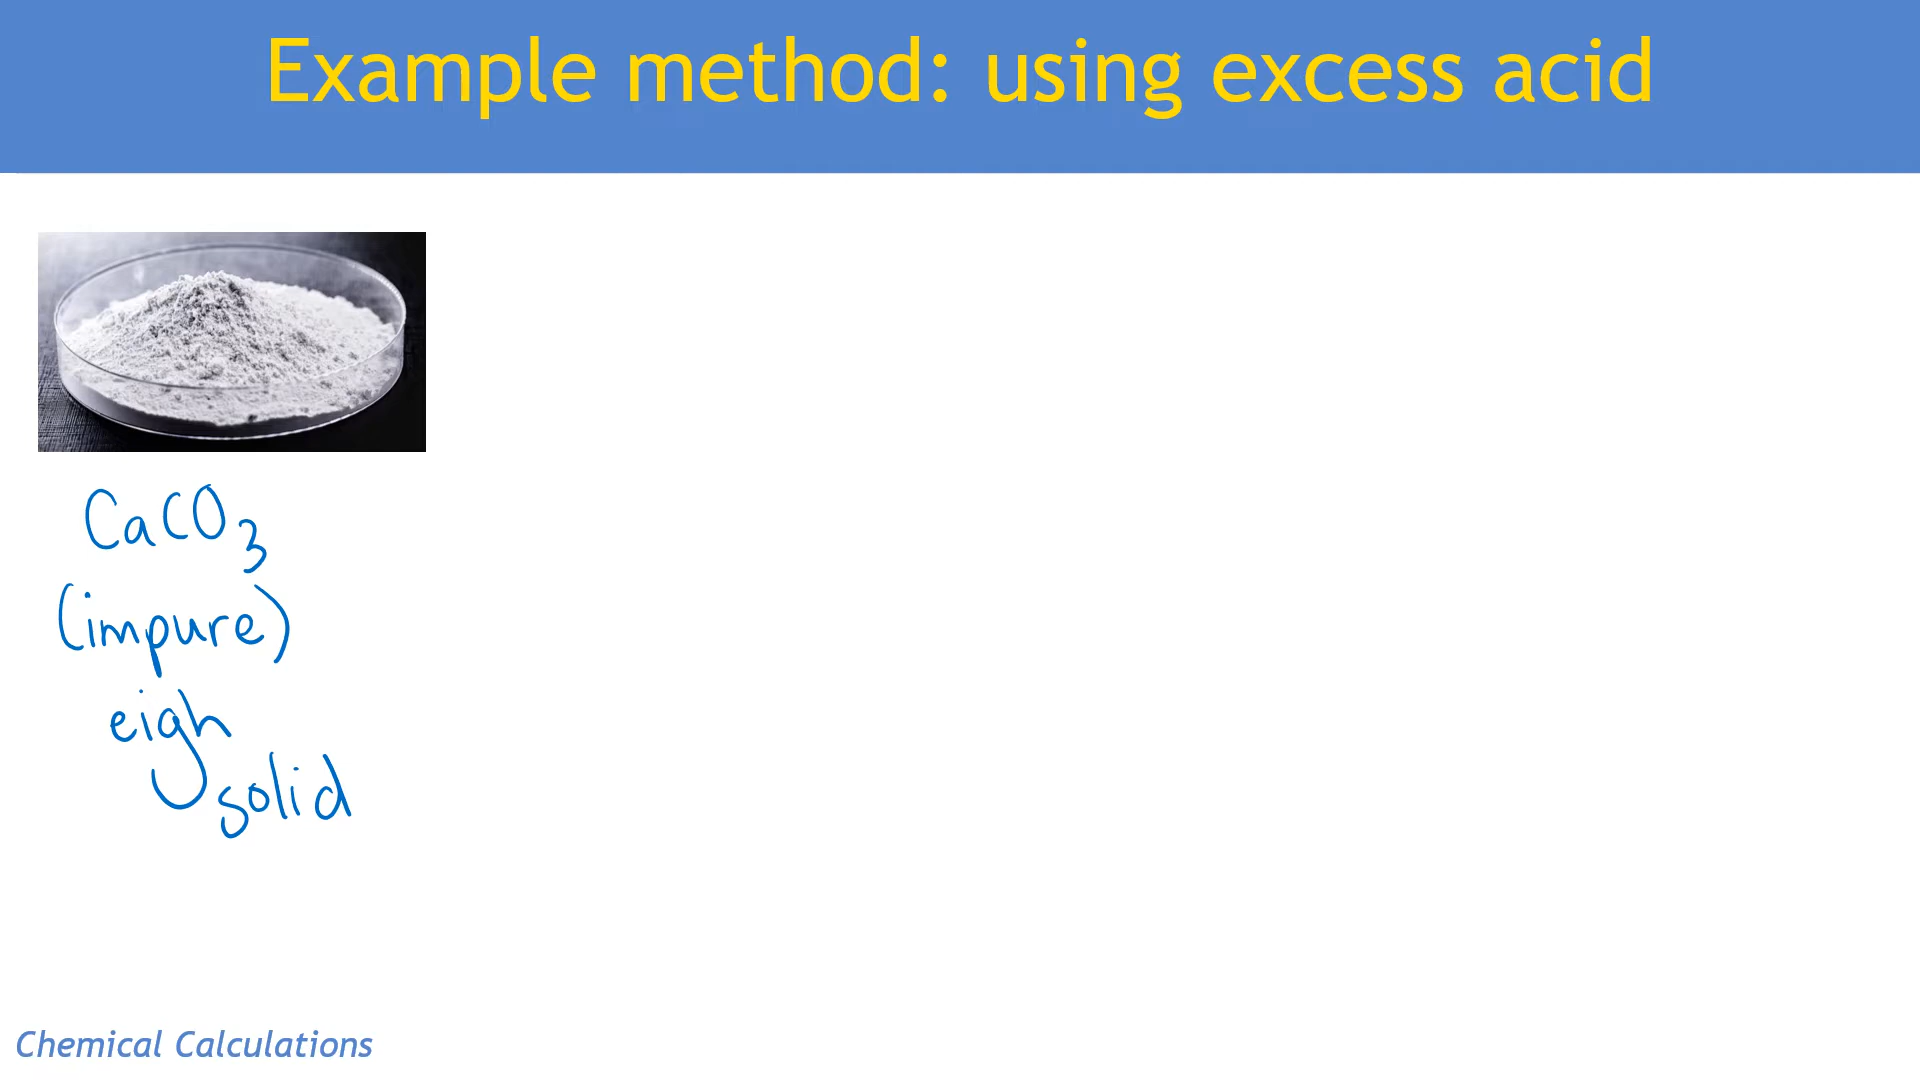 Example method: using excess acid
CaCO₃
(impure)
eigh
solid
Chemical Calculations